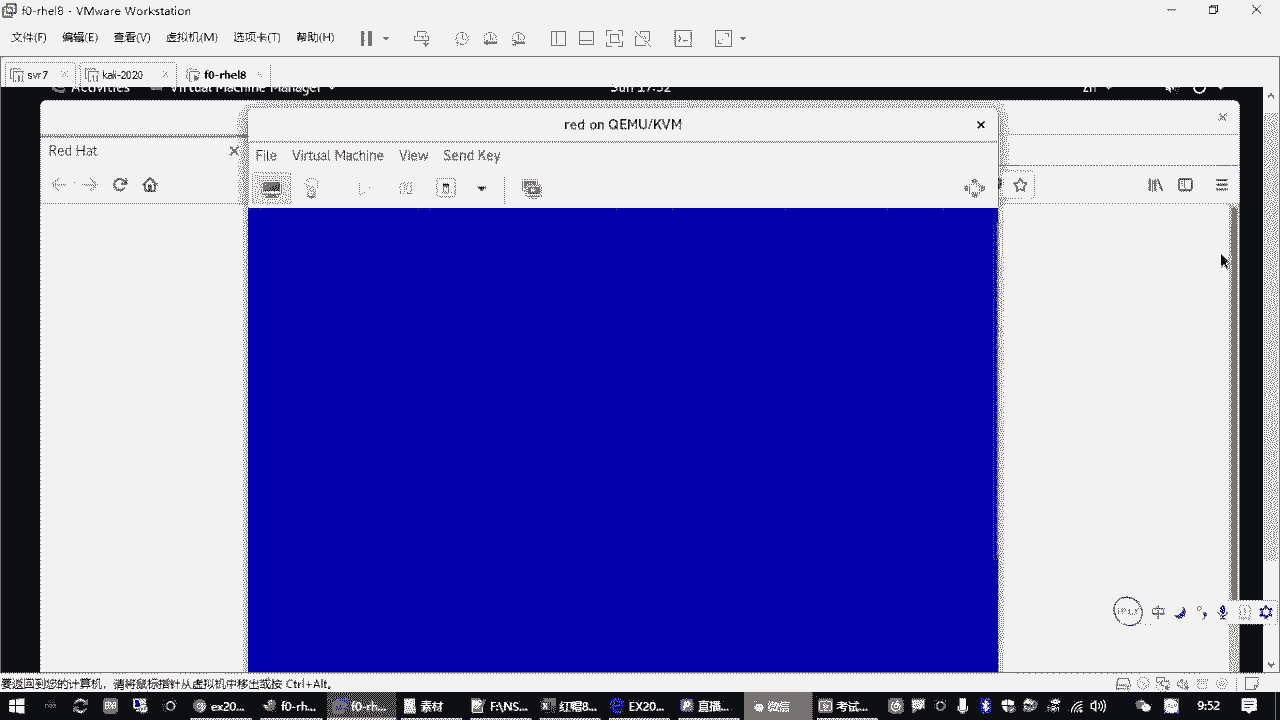 f0-rhel8 - VMware Workstation
文件(F) 编辑(E) 查看(V) 虚拟机(M) 选项卡(T) 帮助(H)
svr7 kali-2020 f0-rhel8
Activities Virtual Machine Manager Sun 17:52 zh
red on QEMU/KVM
Red Hat
File Virtual Machine View Send Key
中
要返回到您的计算机，请将鼠标指针从虚拟机中移出或按 Ctrl+Alt。
ex20... f0-rh... f0-rh... 素材 F:\NS... 红帽8... EX20... 直播... 微信 考试... 9:52